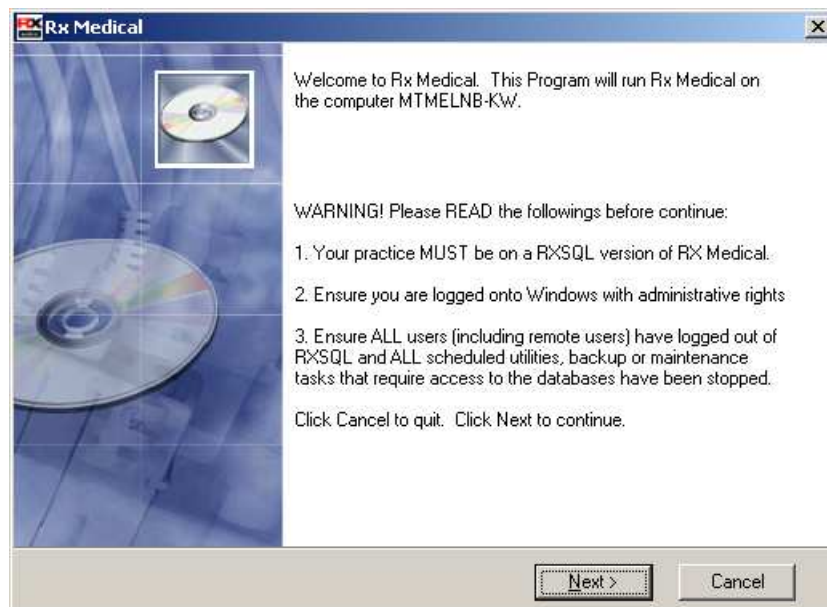 Rx Medical
Welcome to Rx Medical. This Program will run Rx Medical on
the computer MTMELNB-KW.
WARNING! Please READ the followings before continue:
1. Your practice MUST be on a RXSQL version of RX Medical.
2. Ensure you are logged onto Windows with administrative rights
3. Ensure ALL users (including remote users) have logged out of
RXSQL and ALL scheduled utilities, backup or maintenance
tasks that require access to the databases have been stopped.
Click Cancel to quit. Click Next to continue.
Next >
Cancel